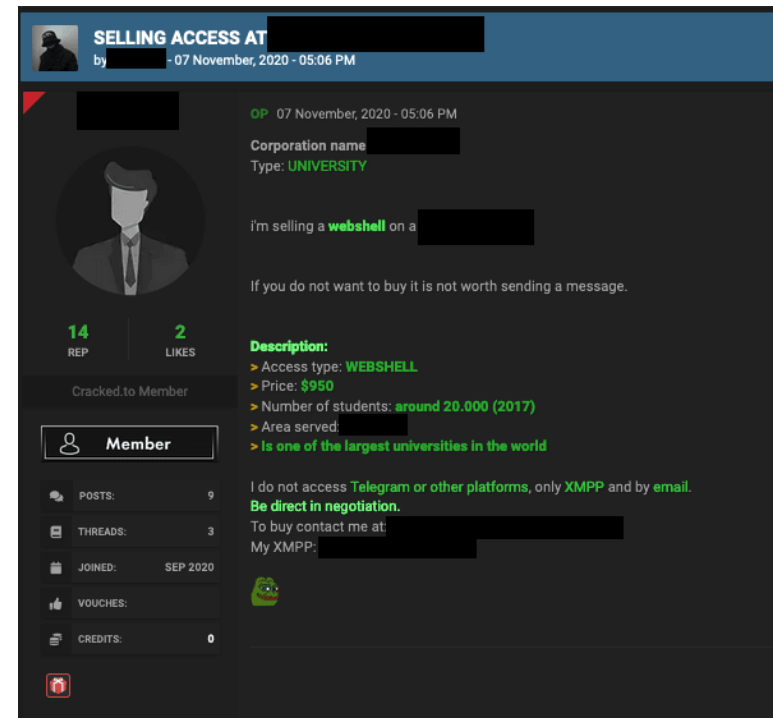 SELLING ACCESS AT
by - 07 November, 2020 - 05:06 PM
OP 07 November, 2020 - 05:06 PM
Corporation name
Type: UNIVERSITY
i'm selling a webshell on a
If you do not want to buy it is not worth sending a message.
Description:
> Access type: WEBSHELL
> Price: $950
> Number of students: around 20.000 (2017)
> Area served:
> Is one of the largest universities in the world
I do not access Telegram or other platforms, only XMPP and by email.
Be direct in negotiation.
To buy contact me at:
My XMPP:
14 2
REP LIKES
Cracked.to Member
Member
POSTS: 9
THREADS: 3
JOINED: SEP 2020
VOUCHES:
CREDITS: 0